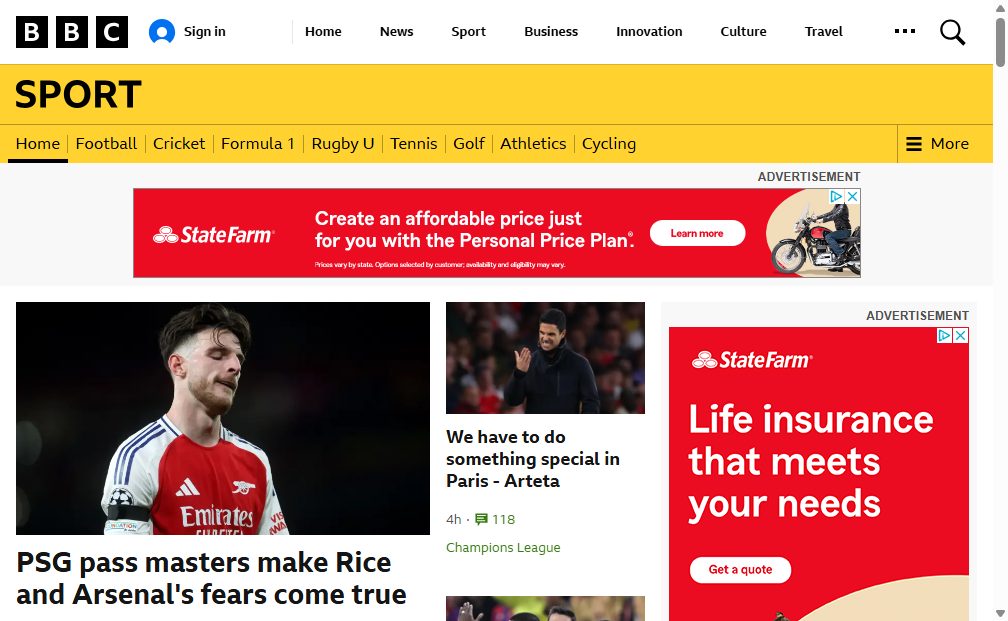 BBC
Sign in
Home
News
Sport
Business
Innovation
Culture
Travel
SPORT
Home
Football
Cricket
Formula 1
Rugby U
Tennis
Golf
Athletics
Cycling
More
ADVERTISEMENT
StateFarm®
Create an affordable price just
for you with the Personal Price Plan®.
Prices vary by state. Options selected by customer; availability and eligibility may vary.
Learn more
PSG pass masters make Rice
and Arsenal's fears come true
Emirates
We have to do
something special in
Paris - Arteta
4h · 118
Champions League
ADVERTISEMENT
StateFarm®
Life insurance
that meets
your needs
Get a quote